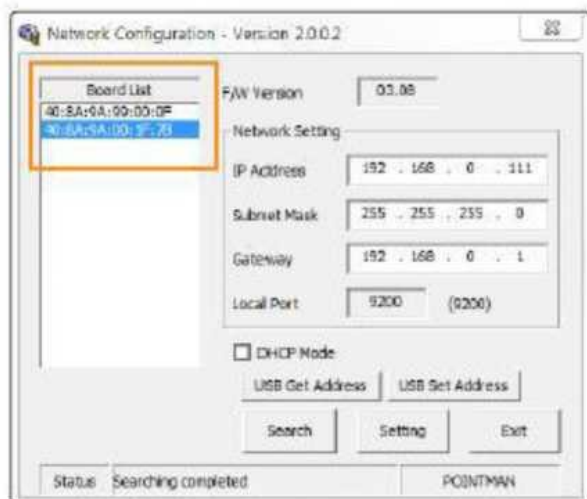 Network Configuration - Version 2.0.0.2
Board List
40:8A:9A:00:00:0F
40:8A:9A:00:1F:7B
F/W Version
03.08
Network Setting
IP Address
192 . 168 . 0 . 111
Subnet Mask
255 . 255 . 255 . 0
Gateway
192 . 168 . 0 . 1
Local Port
9200
(9200)
DHCP Mode
USB Get Address
USB Set Address
Search
Setting
Exit
Status
Searching completed
POINTMAN